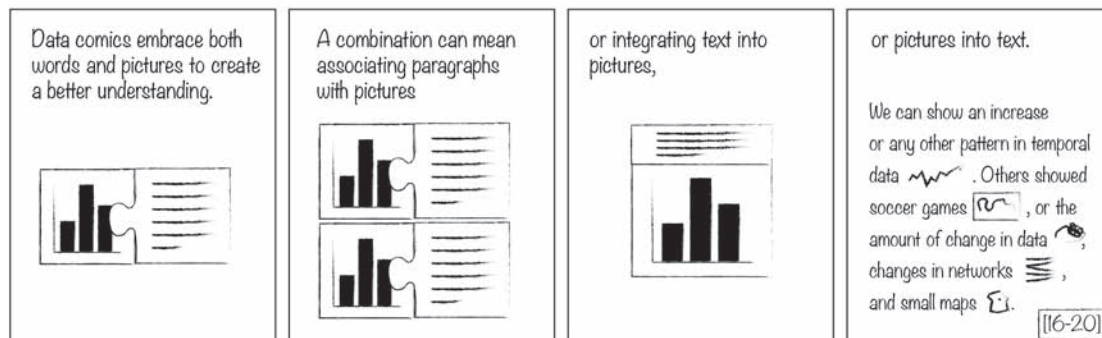 Data comics embrace both
words and pictures to create
a better understanding.
A combination can mean
associating paragraphs
with pictures
or integrating text into
pictures,
or pictures into text.
We can show an increase
or any other pattern in temporal
data . Others showed
soccer games , or the
amount of change in data ,
changes in networks ,
and small maps .
[16-20]